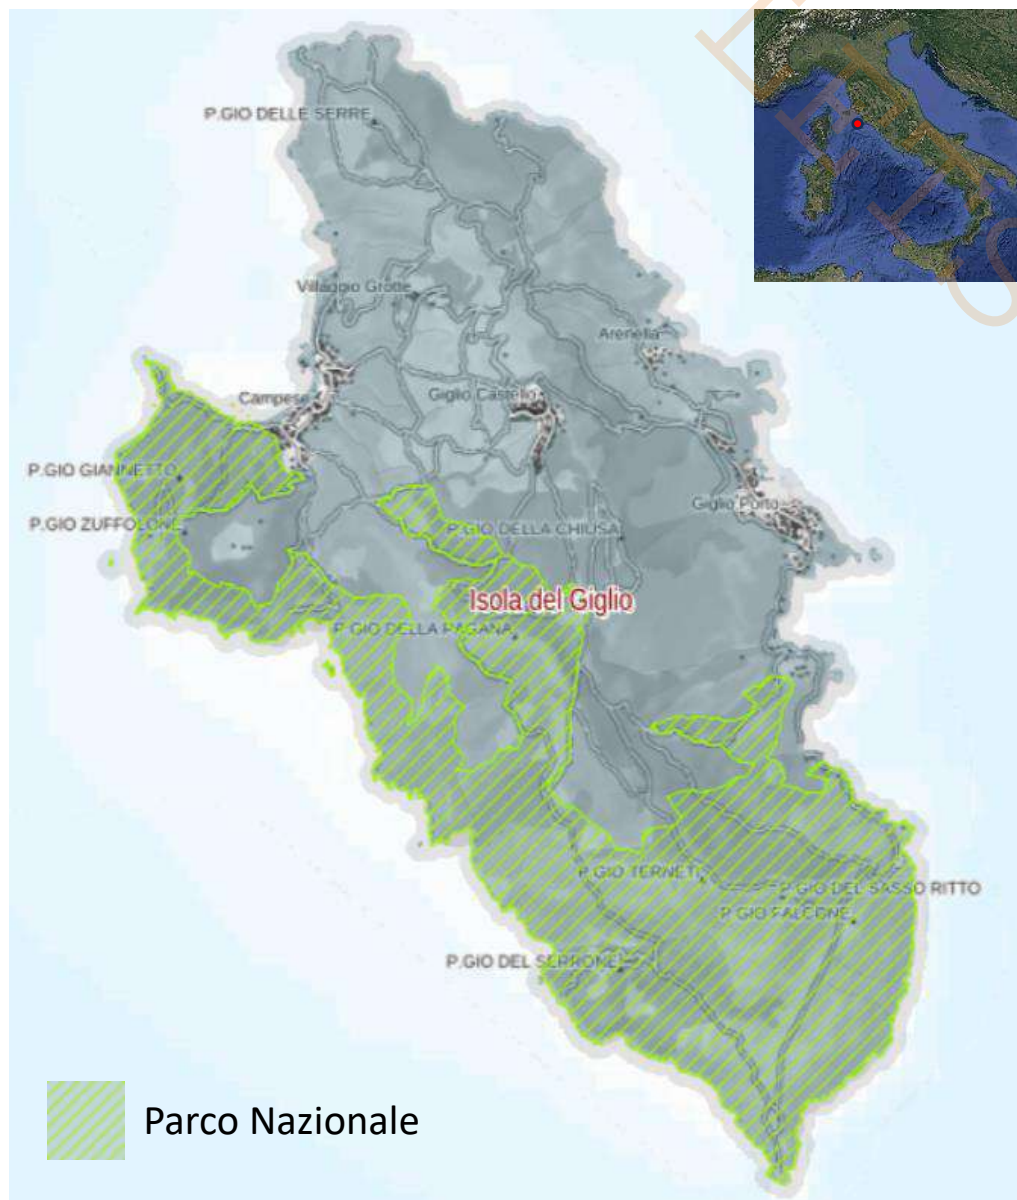 P.GIO DELLE SERRE
Villaggio Grotte
Arenella
Campese
Giglio Castello
P.GIO GIANNETTO
Giglio Porto
P.GIO ZUFFOLONE
P.GIO DELLA CHIUSA
Isola del Giglio
P.GIO DELLA PAGANA
P.GIO TERNETI
P.GIO DEL SASSO RITTO
P.GIO FALCONE
P.GIO DEL SERRONE
Parco Nazionale